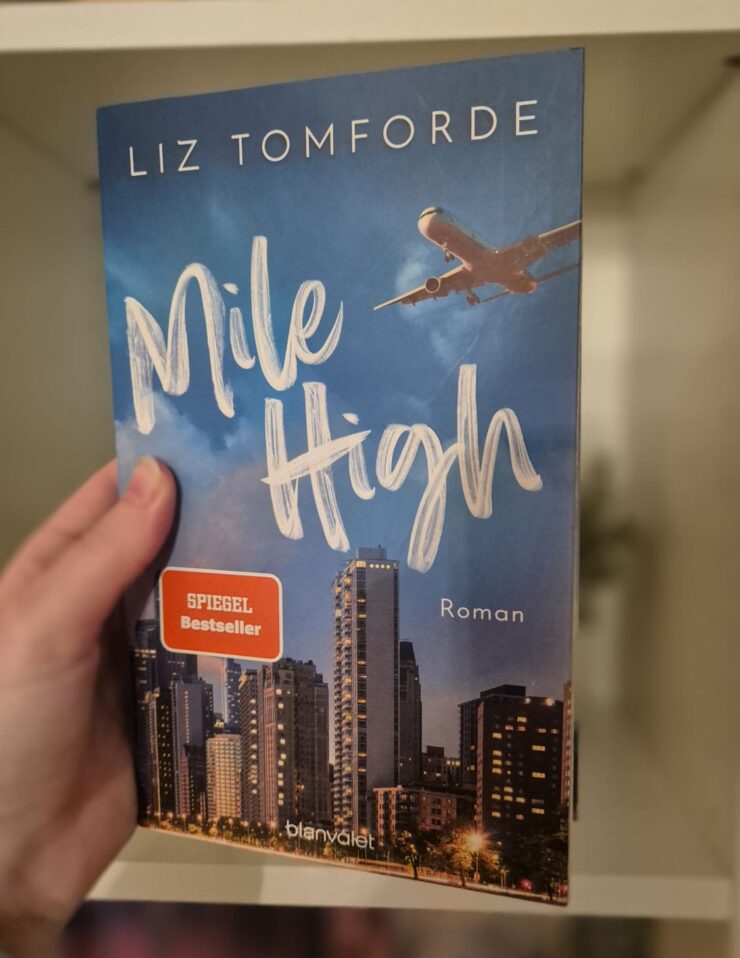 LIZ TOMFORDE
Mile
High
SPIEGEL
Bestseller
Roman
blanvalet